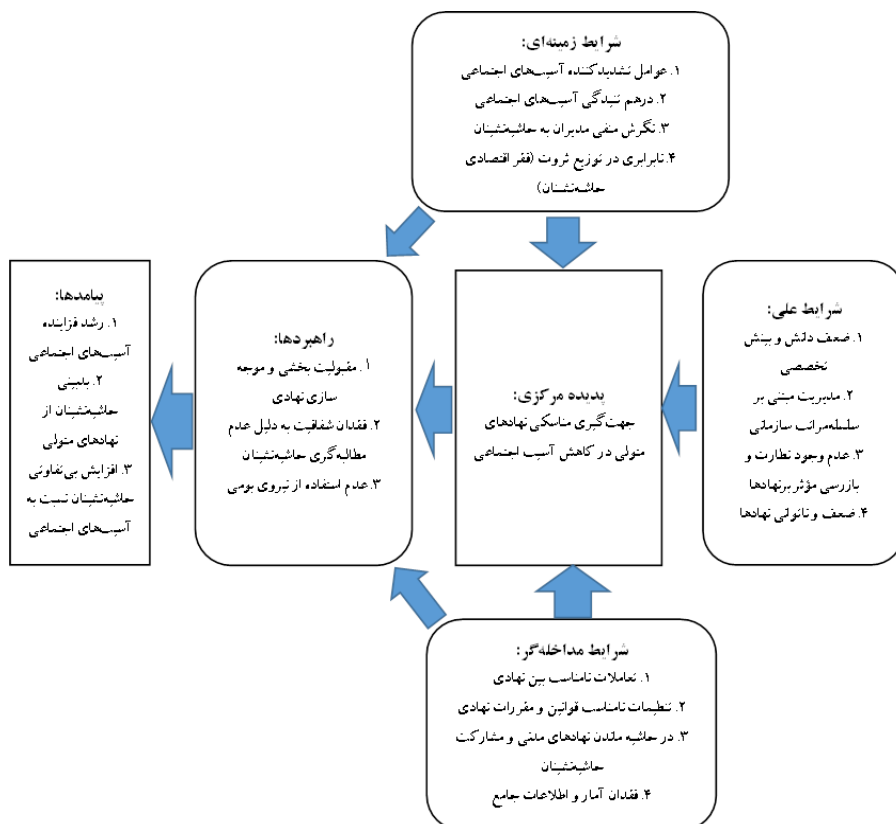 شرایط زمینه‌ای:
۱. عوامل تشدیدکننده آسیب‌های اجتماعی
۲. درهم تنیدگی آسیب‌های اجتماعی
۳. نگرش منفی مدیران به حاشیه‌نشینان
۴. نابرابری در توزیع ثروت (فقر اقتصادی
حاشیه‌نشینان)
شرایط علی:
۱. ضعف دانش و بینش
تخصصی
۲. مدیریت مبتنی بر
سلسله‌مراتب سازمانی
۳. عدم وجود نظارت و
بازرسی مؤثر برنهادها
۴. ضعف و ناتوانی نهادها
پدیده مرکزی:
جهت‌گیری مناسکی نهادهای
متولی در کاهش آسیب اجتماعی
راهبردها:
۱. مقبولیت بخشی و موجه
سازی نهادی
۲. فقدان شفافیت به دلیل عدم
مطالبه‌گری حاشیه‌نشینان
۳. عدم استفاده از نیروی بومی
پیامدها:
۱. رشد فزاینده
آسیب‌های اجتماعی
۲. بدبینی
حاشیه‌نشینان از
نهادهای متولی
۳. افزایش بی‌تفاوتی
حاشیه‌نشینان نسبت به
آسیب‌های اجتماعی
شرایط مداخله‌گر:
۱. تعاملات نامناسب بین نهادی
۲. تنظیمات نامناسب قوانین و مقررات نهادی
۳. در حاشیه ماندن نهادهای مدنی و مشارکت
حاشیه‌نشینان
۴. فقدان آمار و اطلاعات جامع